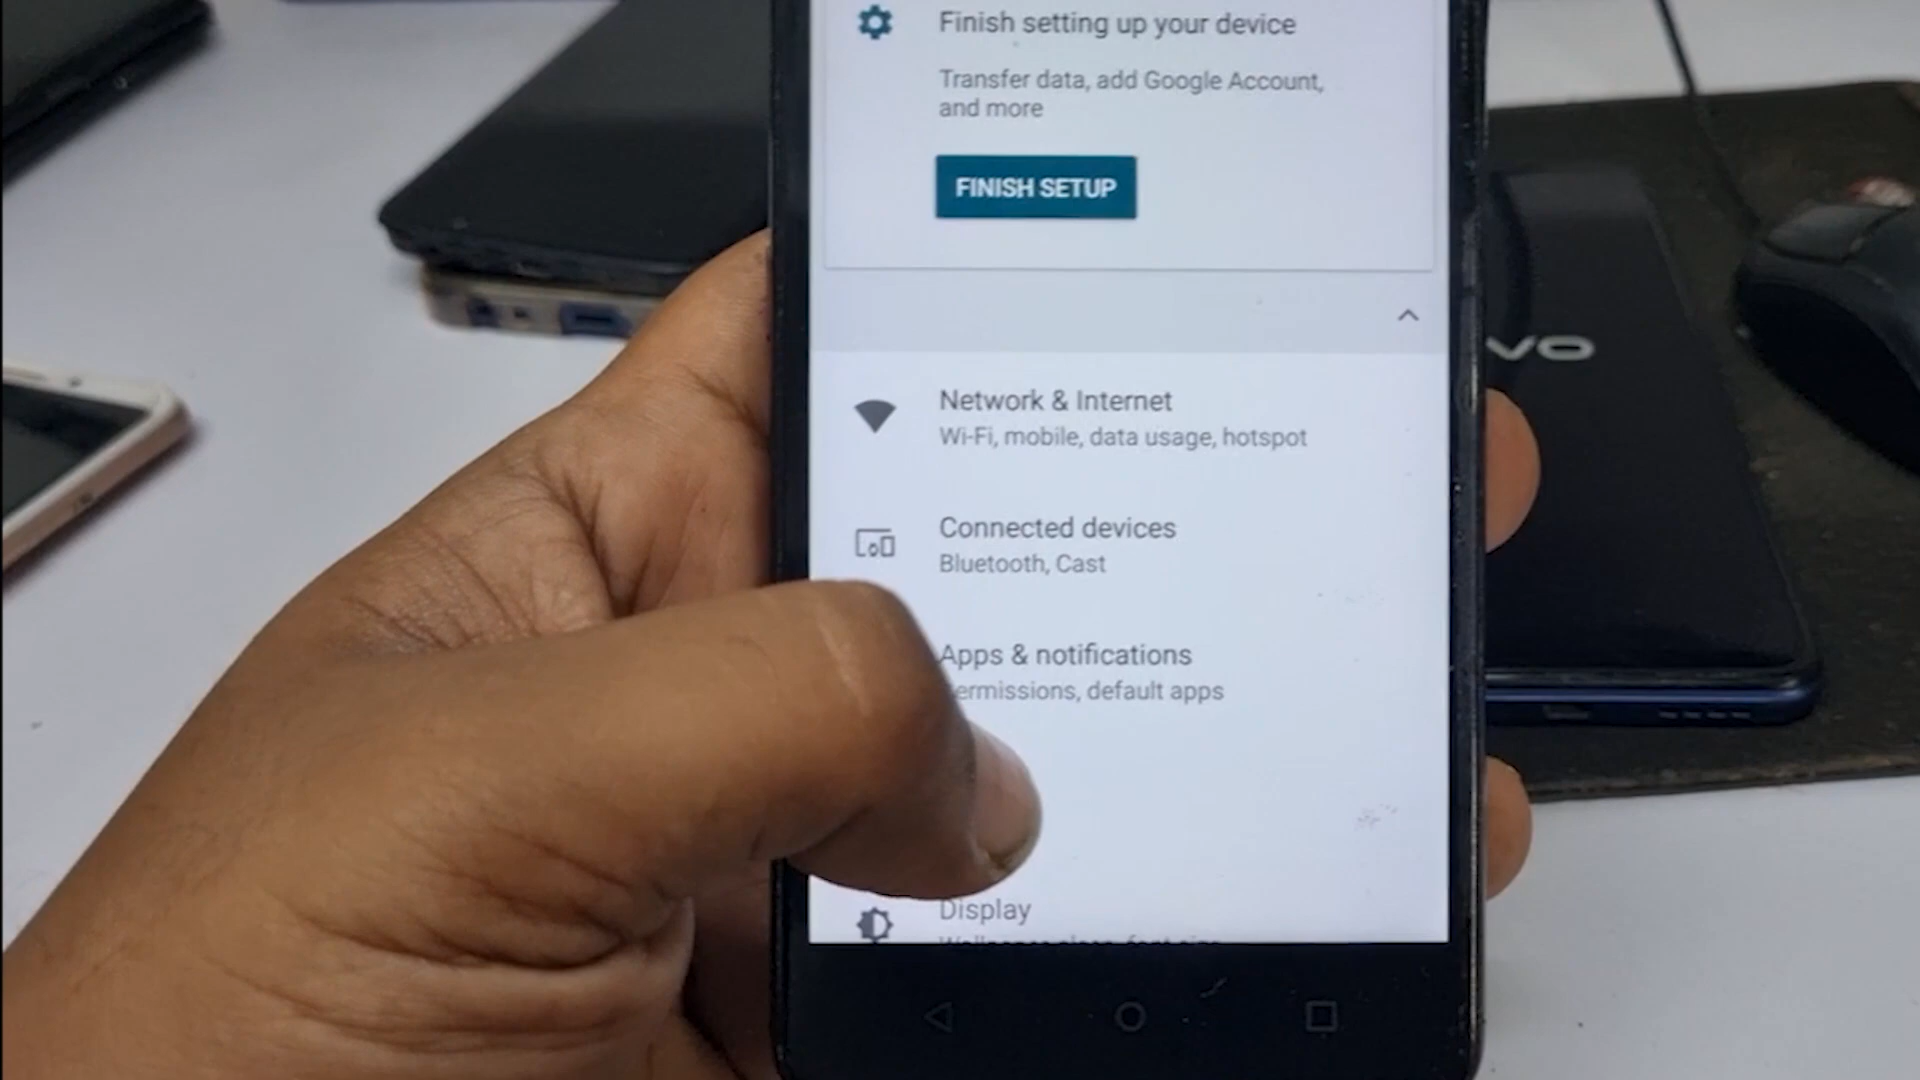 Finish setting up your device
Transfer data, add Google Account,
and more
FINISH SETUP
Network & Internet
Wi-Fi, mobile, data usage, hotspot
Connected devices
Bluetooth, Cast
Apps & notifications
ermissions, default apps
Display
VO